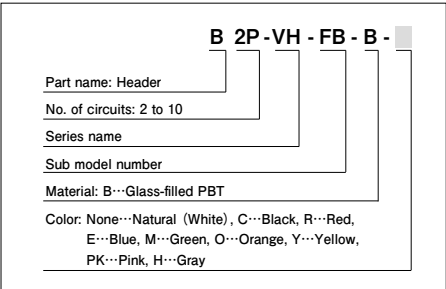 B 2P - VH - FB - B -
Part name: Header
No. of circuits: 2 to 10
Series name
Sub model number
Material: B…Glass-filled PBT
Color: None…Natural (White), C…Black, R…Red,
E…Blue, M…Green, O…Orange, Y…Yellow,
PK…Pink, H…Gray